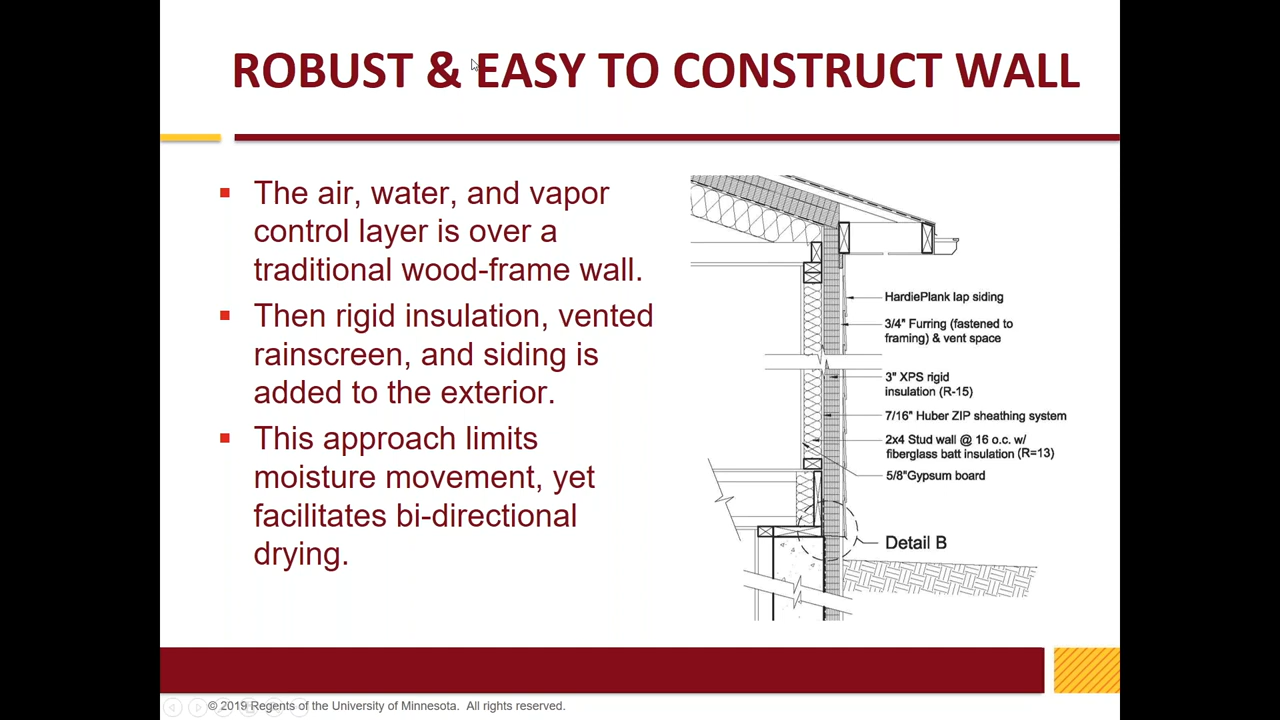 ROBUST & EASY TO CONSTRUCT WALL
The air, water, and vapor
control layer is over a
traditional wood-frame wall.
Then rigid insulation, vented
rainscreen, and siding is
added to the exterior.
This approach limits
moisture movement, yet
facilitates bi-directional
drying.
HardiePlank lap siding
3/4" Furring (fastened to
framing) & vent space
3" XPS rigid
insulation (R-15)
7/16" Huber ZIP sheathing system
2x4 Stud wall @ 16 o.c. w/
fiberglass batt insulation (R=13)
5/8"Gypsum board
Detail B
© 2019 Regents of the University of Minnesota. All rights reserved.